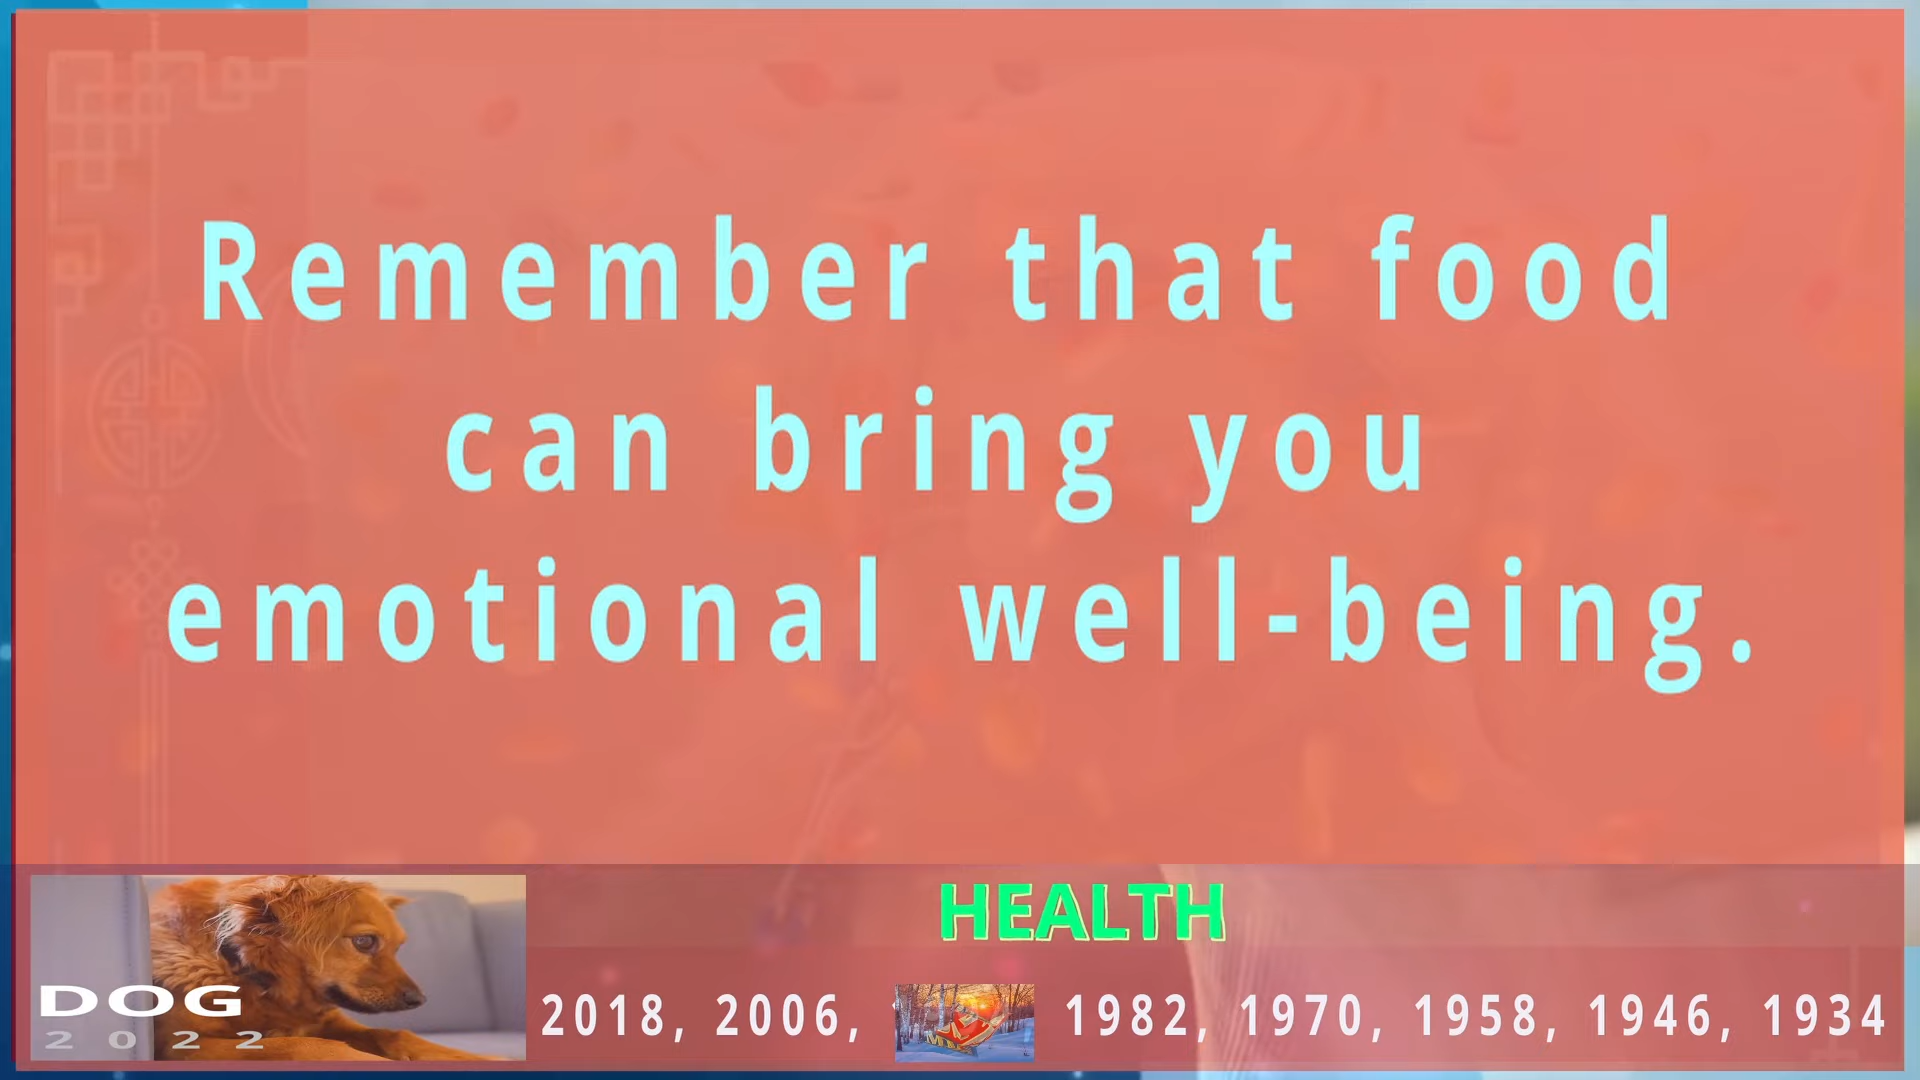 Remember that food
can bring you
emotional well-being.
HEALTH
DOG
2022
2018, 2006, 1982, 1970, 1958, 1946, 1934